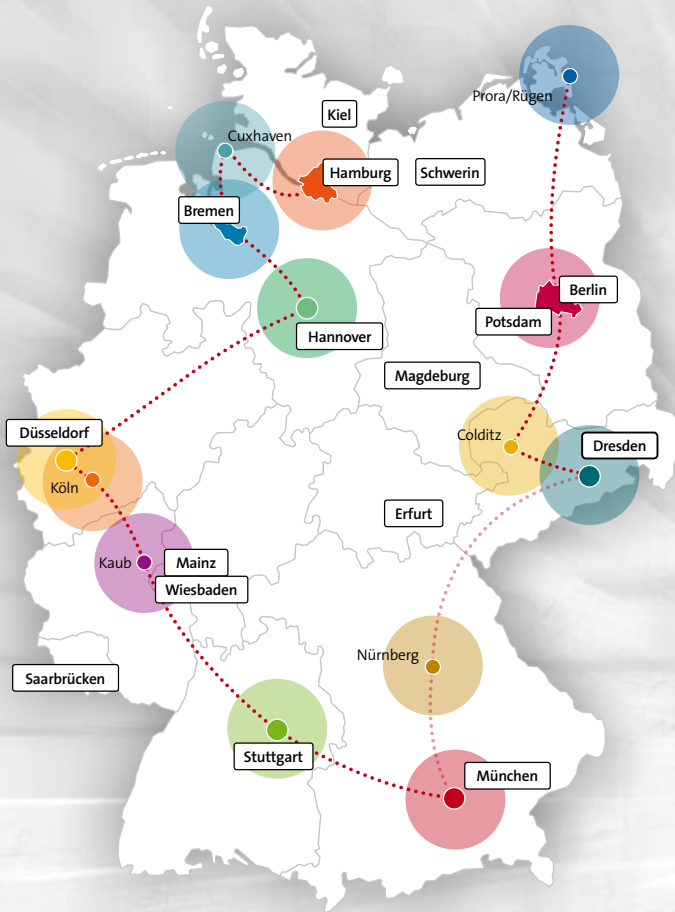 Prora/Rügen
Kiel
Cuxhaven
Hamburg
Schwerin
Bremen
Berlin
Potsdam
Hannover
Magdeburg
Düsseldorf
Colditz
Dresden
Köln
Erfurt
Kaub
Mainz
Wiesbaden
Nürnberg
Saarbrücken
Stuttgart
München